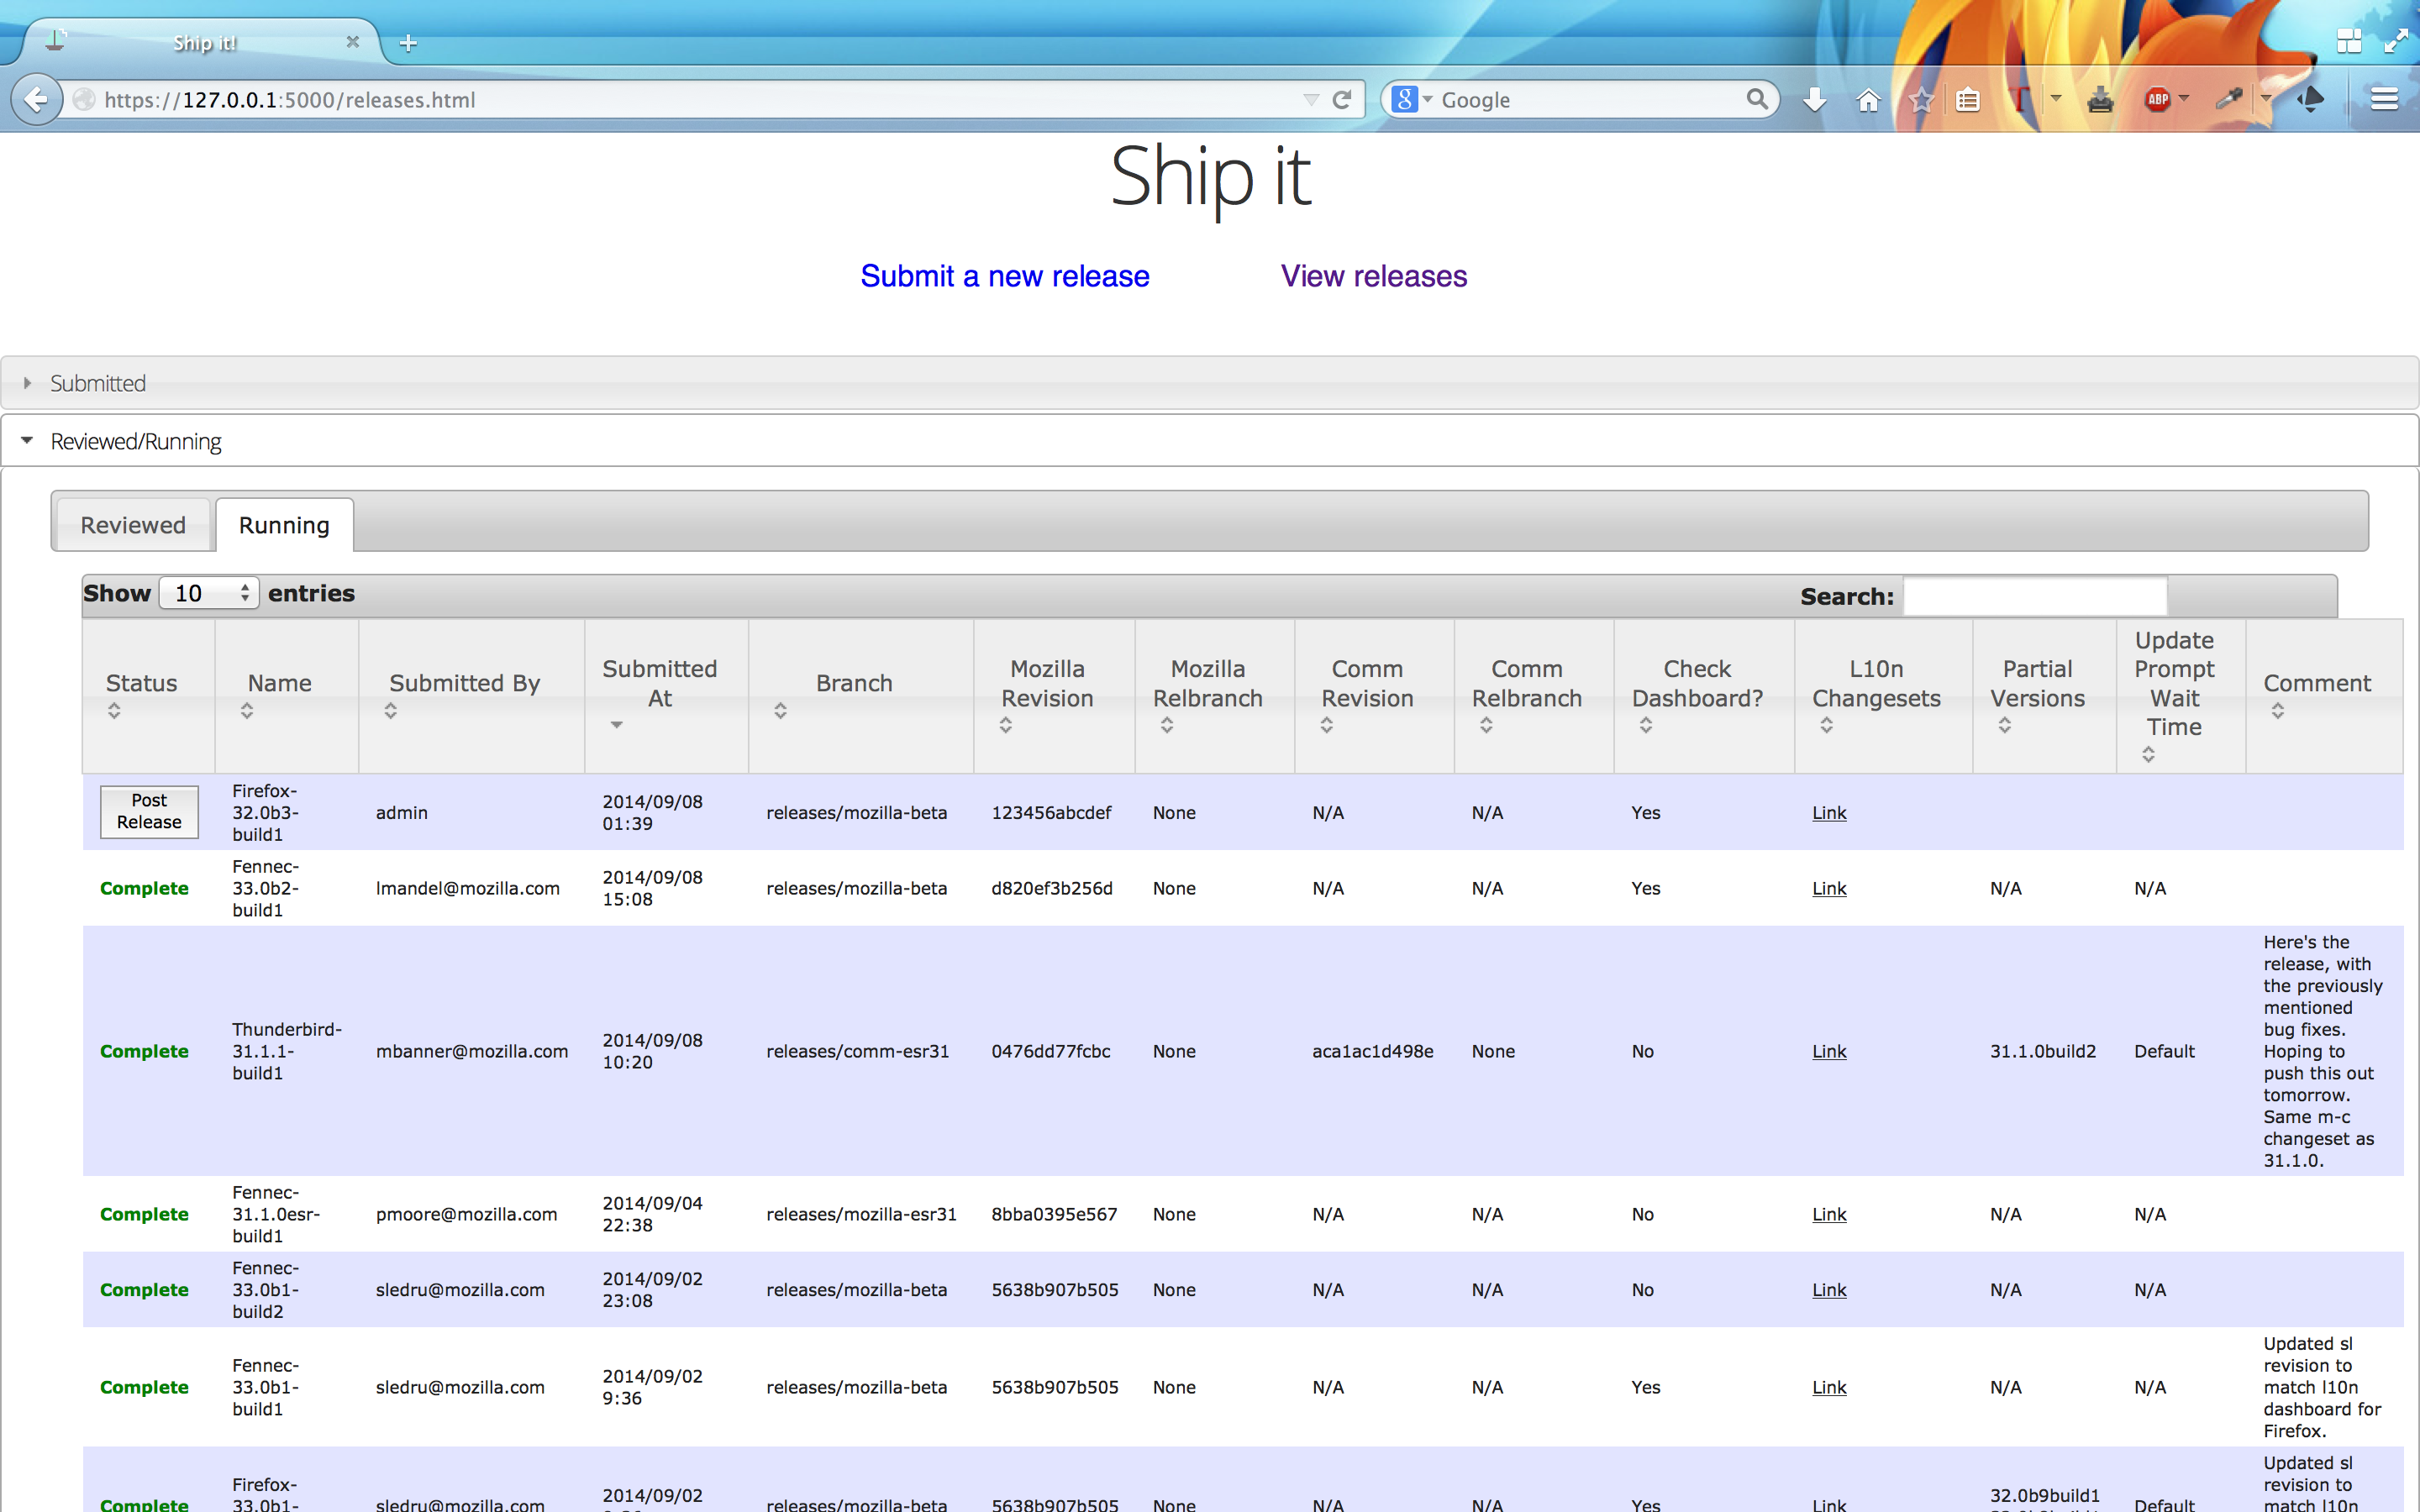 Ship it!
https://127.0.0.1:5000/releases.html
Google
ABP
Ship it
Submit a new release View releases
Submitted
Reviewed/Running
Reviewed Running
Show 10 entries Search:
Status Name Submitted By Submitted At Branch Mozilla Revision Mozilla Relbranch Comm Revision Comm Relbranch Check Dashboard? L10n Changesets Partial Versions Update Prompt Wait Time Comment
Post Release Firefox-32.0b3-build1 admin 2014/09/08 01:39 releases/mozilla-beta 123456abcdef None N/A N/A Yes Link
Complete Fennec-33.0b2-build1 lmandel@mozilla.com 2014/09/08 15:08 releases/mozilla-beta d820ef3b256d None N/A N/A Yes Link N/A N/A
Complete Thunderbird-31.1.1-build1 mbanner@mozilla.com 2014/09/08 10:20 releases/comm-esr31 0476dd77fcbc None aca1ac1d498e None No Link 31.1.0build2 Default Here's the release, with the previously mentioned bug fixes. Hoping to push this out tomorrow. Same m-c changeset as 31.1.0.
Complete Fennec-31.1.0esr-build1 pmoore@mozilla.com 2014/09/04 22:38 releases/mozilla-esr31 8bba0395e567 None N/A N/A No Link N/A N/A
Complete Fennec-33.0b1-build2 sledru@mozilla.com 2014/09/02 23:08 releases/mozilla-beta 5638b907b505 None N/A N/A No Link N/A N/A
Complete Fennec-33.0b1-build1 sledru@mozilla.com 2014/09/02 9:36 releases/mozilla-beta 5638b907b505 None N/A N/A Yes Link N/A N/A Updated sl revision to match l10n dashboard for Firefox.
Complete Firefox-33.0b1- sledru@mozilla.com 2014/09/02 releases/mozilla-beta 5638b907b505 None N/A N/A Yes Link 32.0b9build1 Default Updated sl revision to match l10n